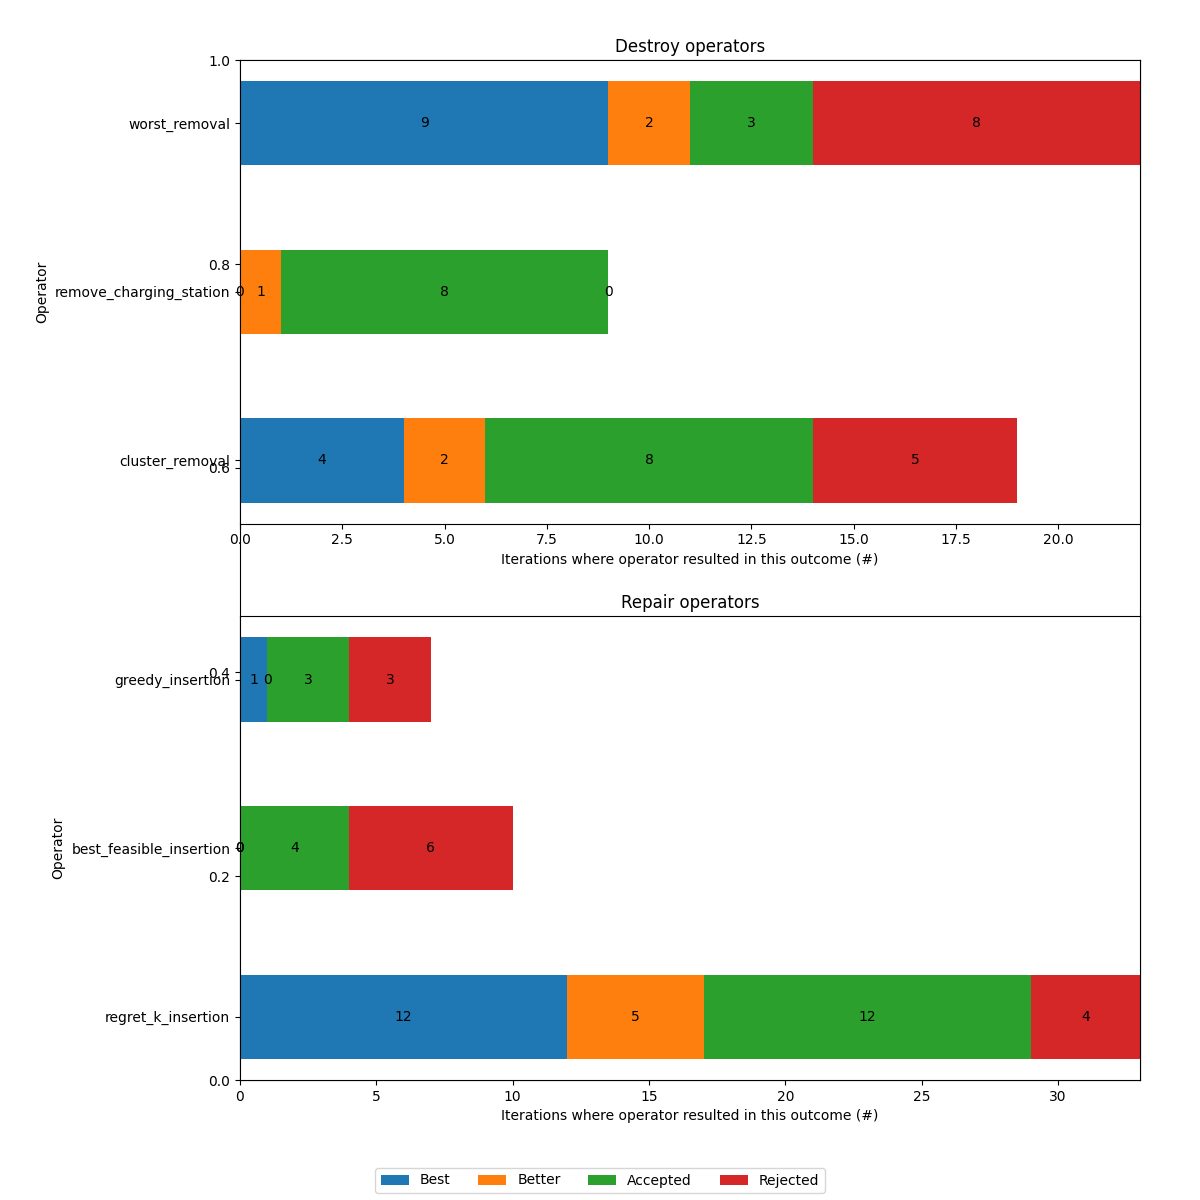 Destroy operators
1.0
worst_removal
9 2 3 8
0.8
Operator
remove_charging_station
0 1 8 0
cluster_removal
0.6
4 2 8 5
0.0 2.5 5.0 7.5 10.0 12.5 15.0 17.5 20.0
Iterations where operator resulted in this outcome (#)
Repair operators
0.4
greedy_insertion
1 0 3 3
Operator
best_feasible_insertion
0 0 4 6
0.2
regret_k_insertion
12 5 12 4
0.0
0 5 10 15 20 25 30
Iterations where operator resulted in this outcome (#)
Best Better Accepted Rejected